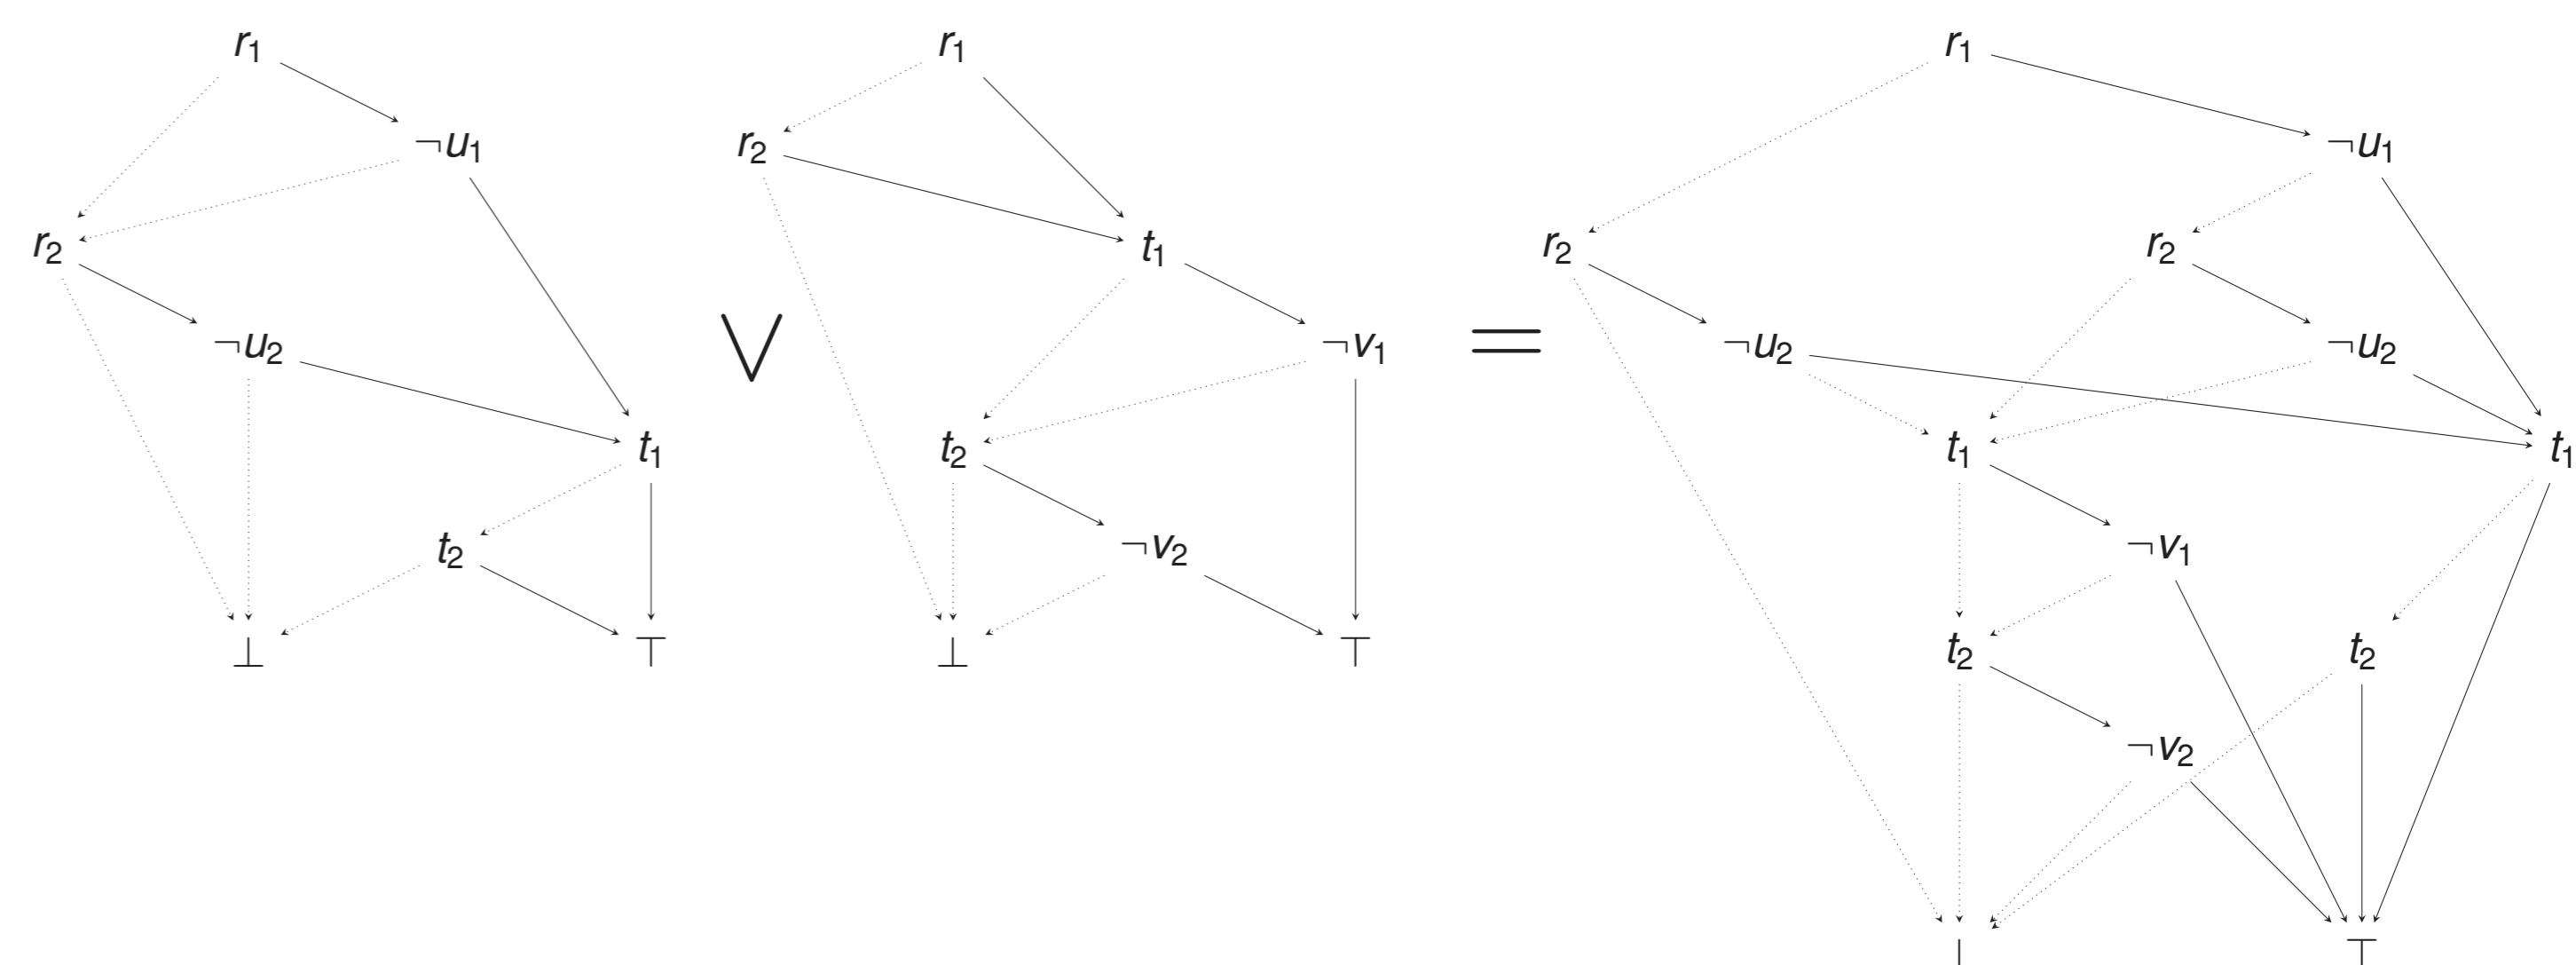 r1 r1 r1
¬u1 r2 ¬u1
r2 t1 r2 r2
¬u2 ∨ ¬v1 = ¬u2 ¬u2
t1 t2 t1 t1
t2 ¬v2 ¬v1
⊥ ⊤ ⊥ ⊤ t2 t2
¬v2
⊤